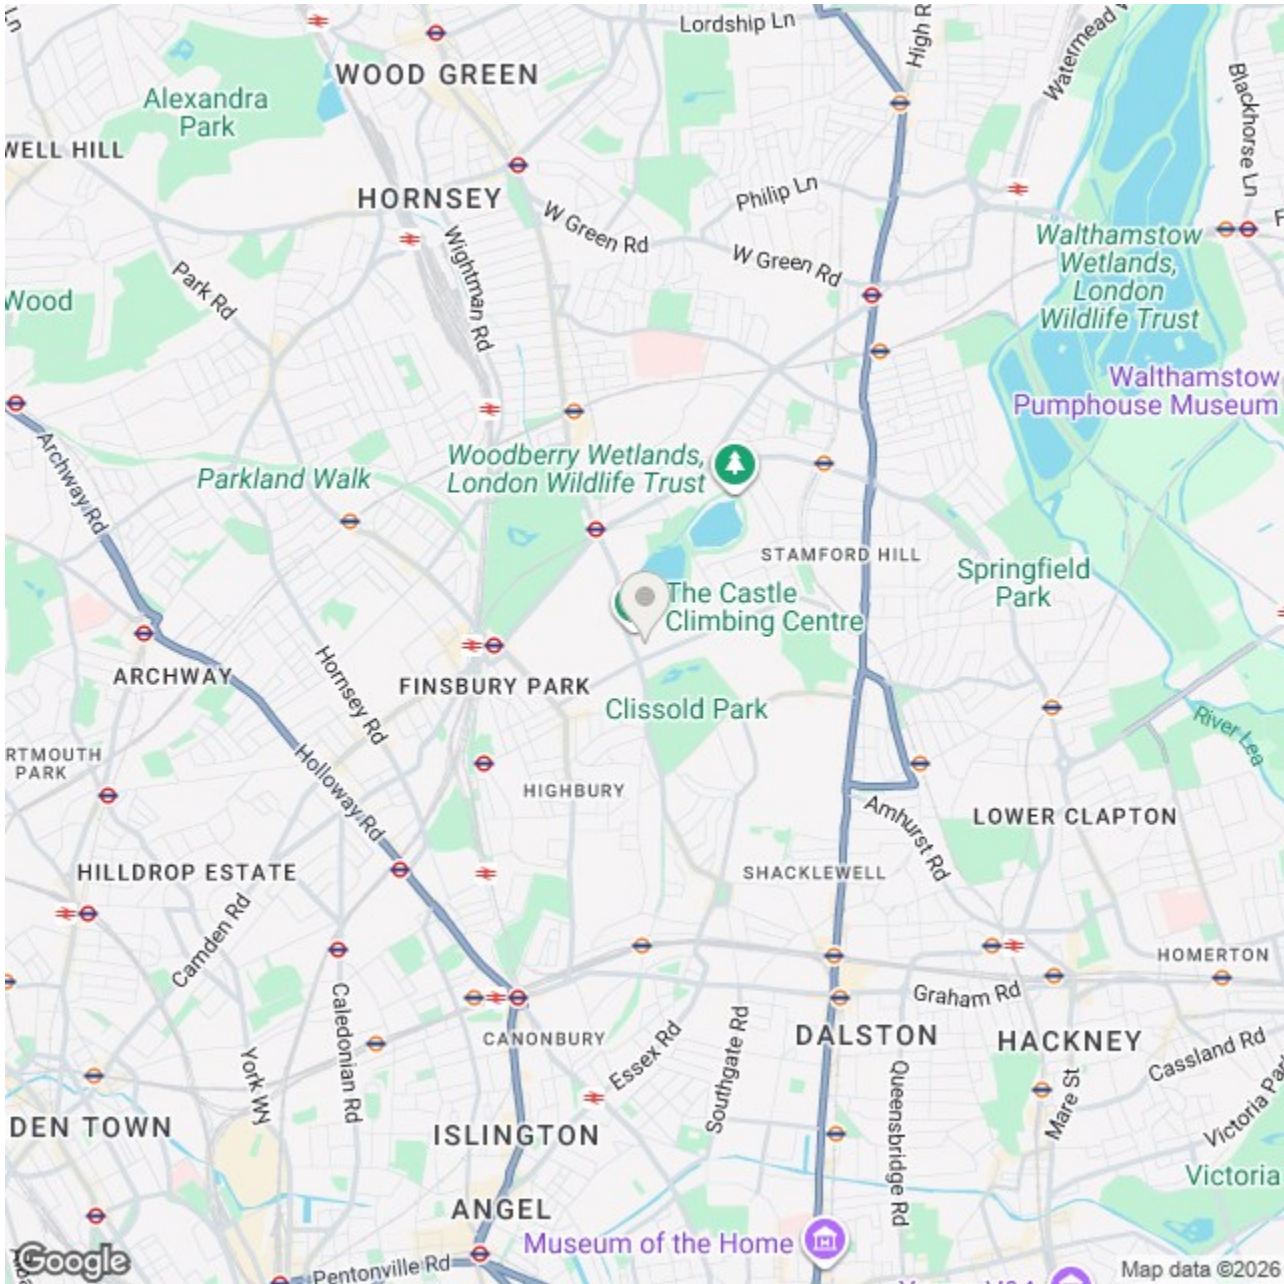 Ln
Lordship Ln
High R
Watermead
WOOD GREEN
Alexandra
Park
Blackhorse Ln
WELL HILL
HORNSEY
Philip Ln
W Green Rd
W Green Rd
Walthamstow
Wetlands,
London
Wildlife Trust
F
Wightman Rd
Park Rd
Wood
Walthamstow
Pumphouse Museum
Archway Rd
Parkland Walk
Woodberry Wetlands,
London Wildlife Trust
STAMFORD HILL
Springfield
Park
The Castle
Climbing Centre
ARCHWAY
Hornsey Rd
FINSBURY PARK
Clissold Park
River Lea
RTMOUTH
PARK
Holloway Rd
HIGHBURY
Amhurst Rd
LOWER CLAPTON
HILLDROP ESTATE
SHACKLEWELL
Camden Rd
HOMERTON
Caledonian Rd
Graham Rd
CANONBURY
Essex Rd
Southgate Rd
DALSTON
HACKNEY
Cassland Rd
York Wy
Queensbridge Rd
Mare St
Victoria Par
DEN TOWN
ISLINGTON
Victoria
ANGEL
Museum of the Home
Google
Pentonville Rd
Map data ©2026